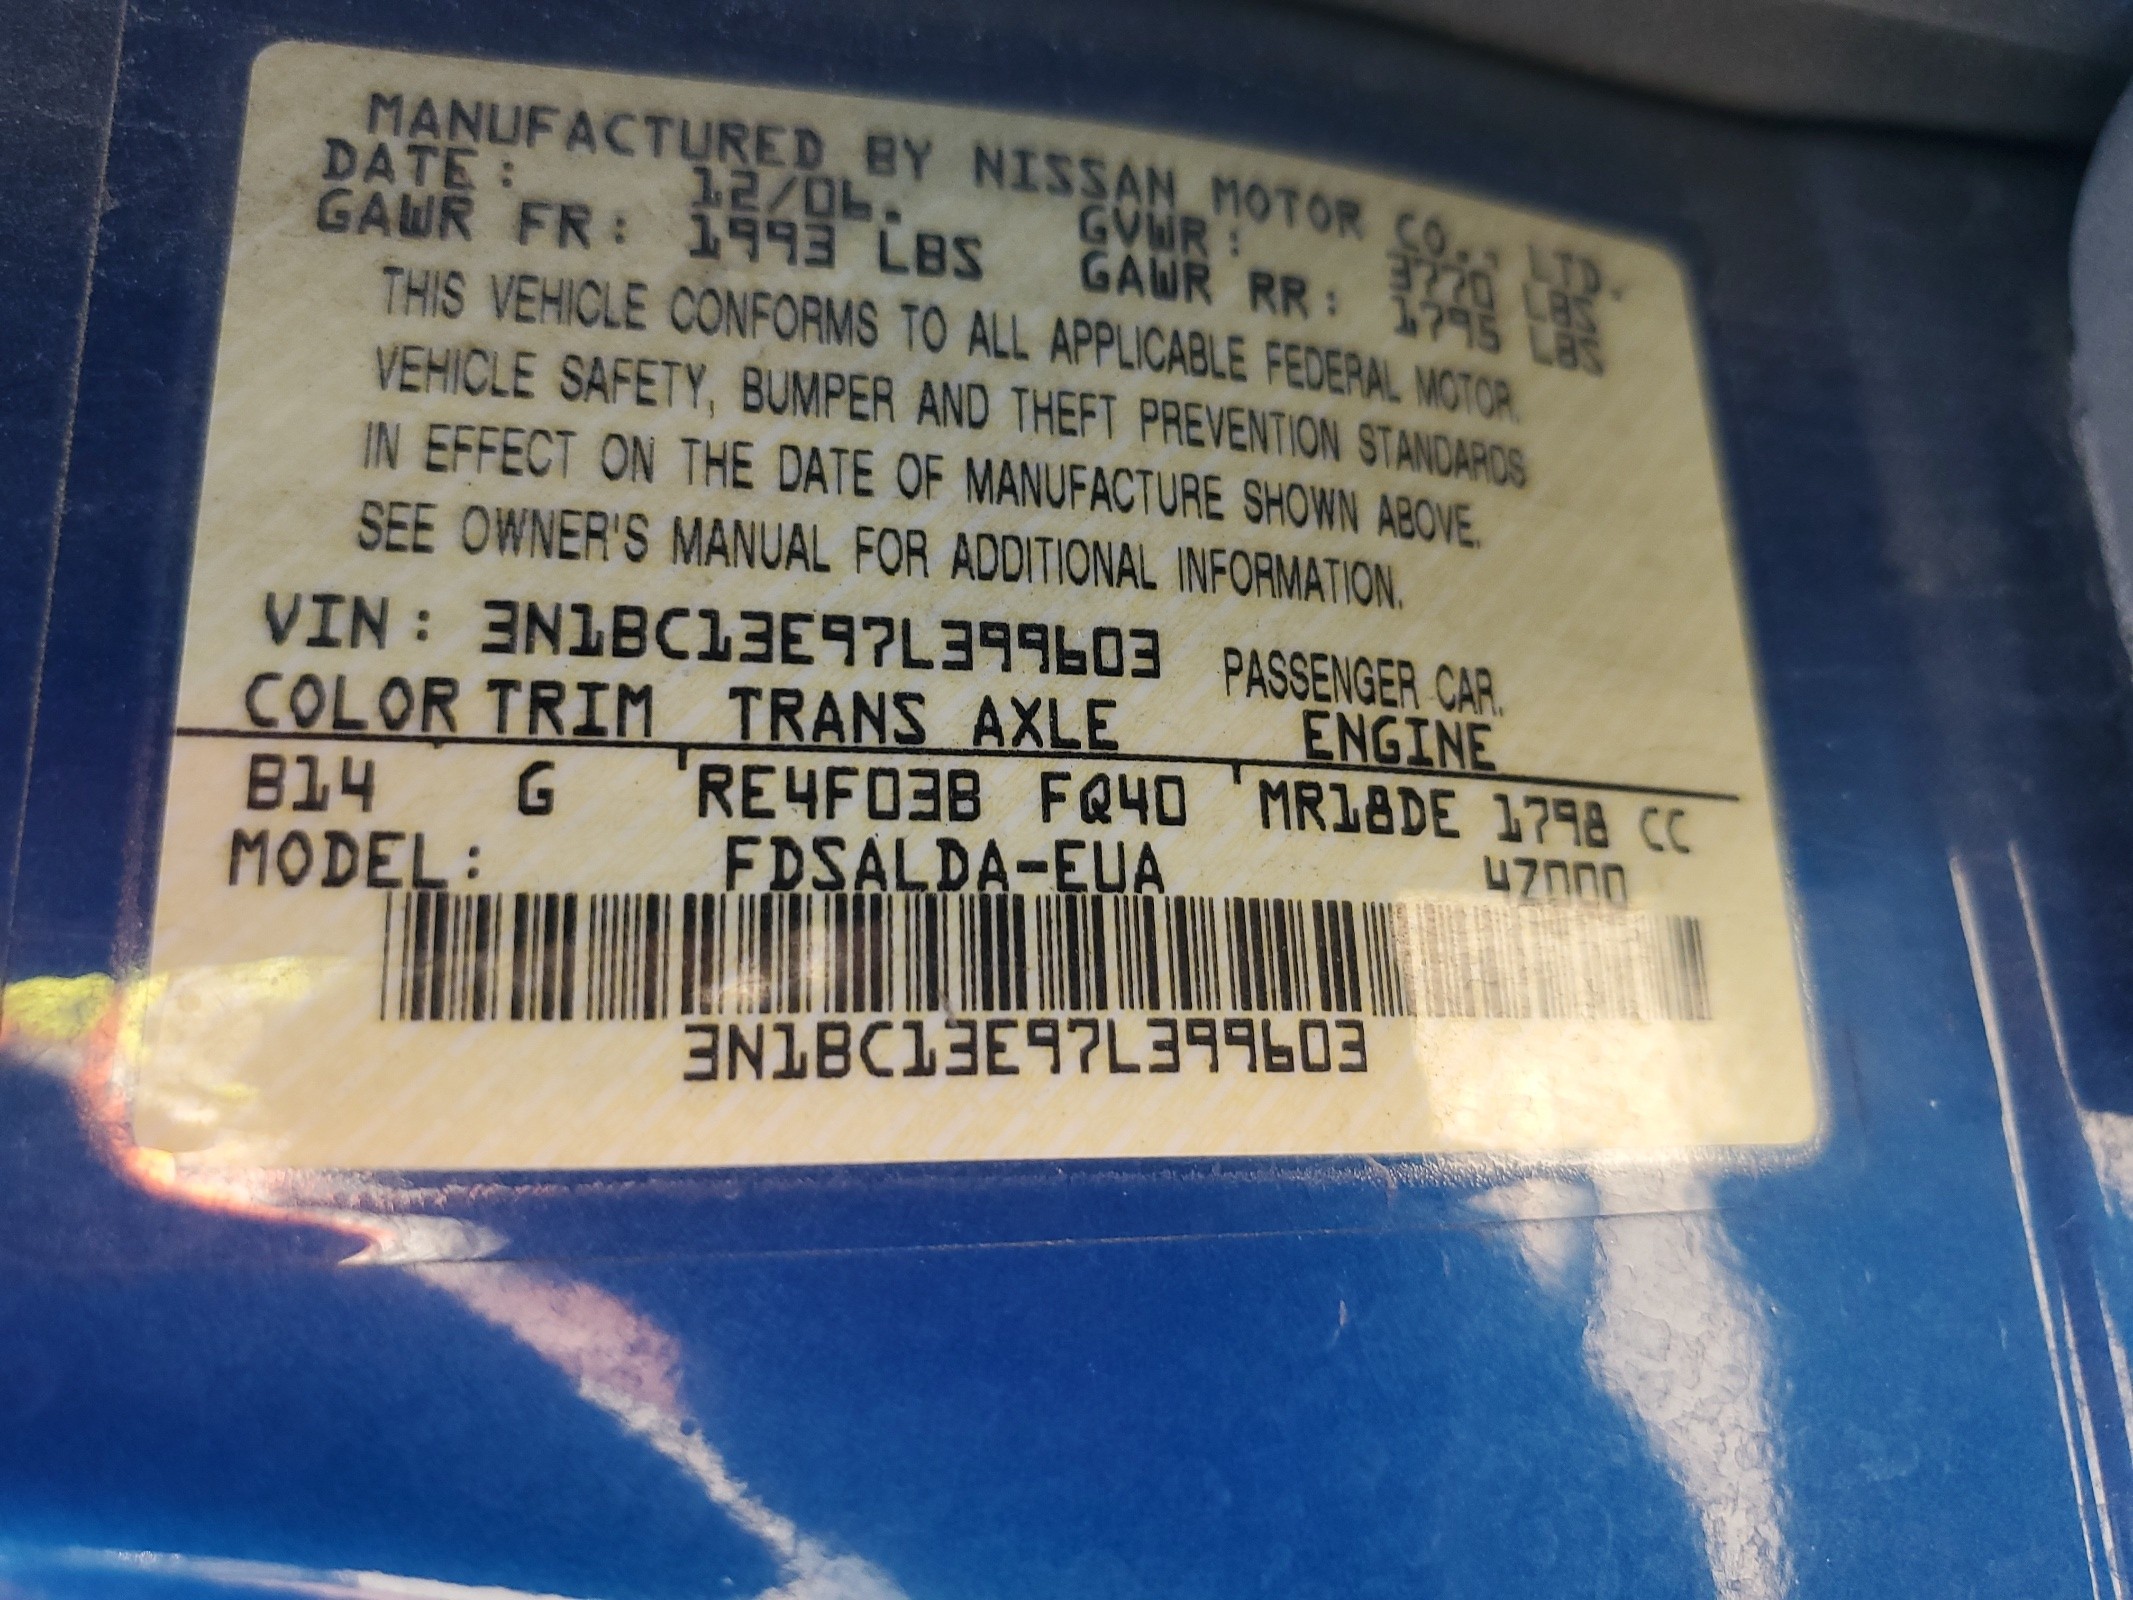 MANUFACTURED BY NISSAN MOTOR CO., LTD.
DATE: 12/06. GVWR: 3770 LBS
GAWR FR: 1993 LBS GAWR RR: 1795 LBS
THIS VEHICLE CONFORMS TO ALL APPLICABLE FEDERAL MOTOR
VEHICLE SAFETY, BUMPER AND THEFT PREVENTION STANDARDS
IN EFFECT ON THE DATE OF MANUFACTURE SHOWN ABOVE.
SEE OWNER'S MANUAL FOR ADDITIONAL INFORMATION.
VIN: 3N1BC13E97L399603 PASSENGER CAR.
COLOR TRIM TRANS AXLE ENGINE
B14 G RE4F03B FQ40 MR18DE 1798 CC
MODEL: FDSALDA-EUA 4Z000
3N1BC13E97L399603